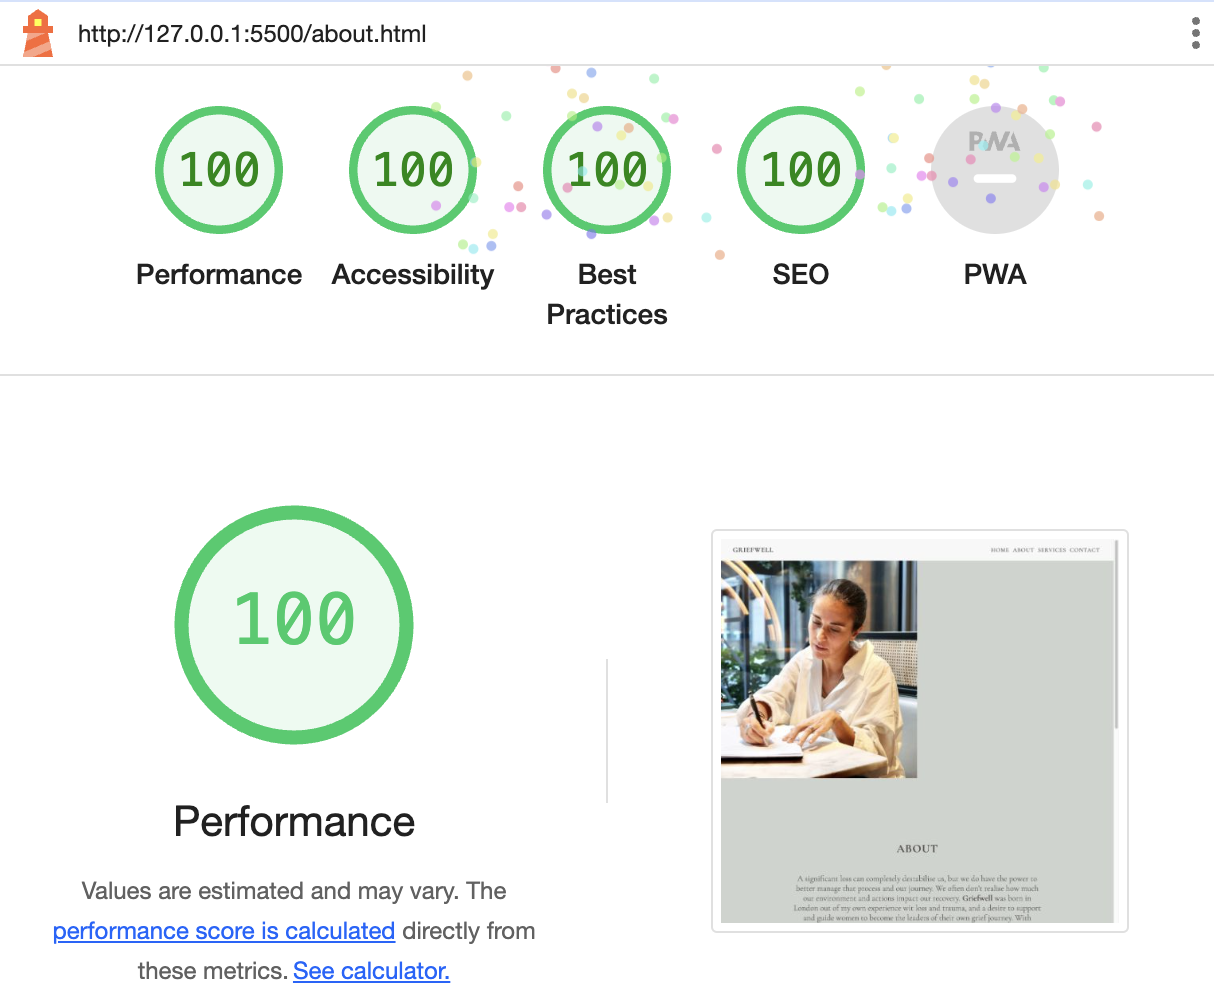 http://127.0.0.1:5500/about.html
100 100 100 100 PWA
Performance Accessibility Best Practices SEO PWA
100
Performance
Values are estimated and may vary. The
performance score is calculated directly from
these metrics. See calculator.
GRIEFWELL
HOME ABOUT SERVICES CONTACT
ABOUT
A significant loss can completely destabilise us, but we do have the power to
better manage that process and our journey. We often don't realise how much
our environment and actions impact our recovery. Griefwell was born in
London out of my own experience wit loss and trauma, and a desire to support
and guide women to become the leaders of their own grief journey. With